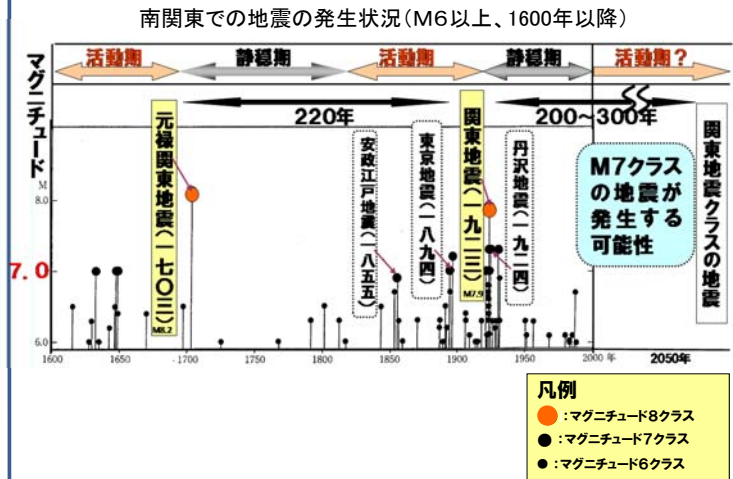 南関東での地震の発生状況(M6以上、1600年以降)
活動期
静穏期
活動期
静穏期
活動期?
マグニチュード
220年
200~300年
元禄関東地震(一七〇三)
M8.2
安政江戸地震(一八五五)
東京地震(一八九四)
関東地震(一九二三)
M7.9
丹沢地震(一九二四)
M7クラス
の地震が
発生する
可能性
関東地震クラスの地震
M
8.0
7.0
6.0
1600
1650
1700
1750
1800
1850
1900
1950
2000 年
2050年
凡例
:マグニチュード8クラス
:マグニチュード7クラス
:マグニチュード6クラス